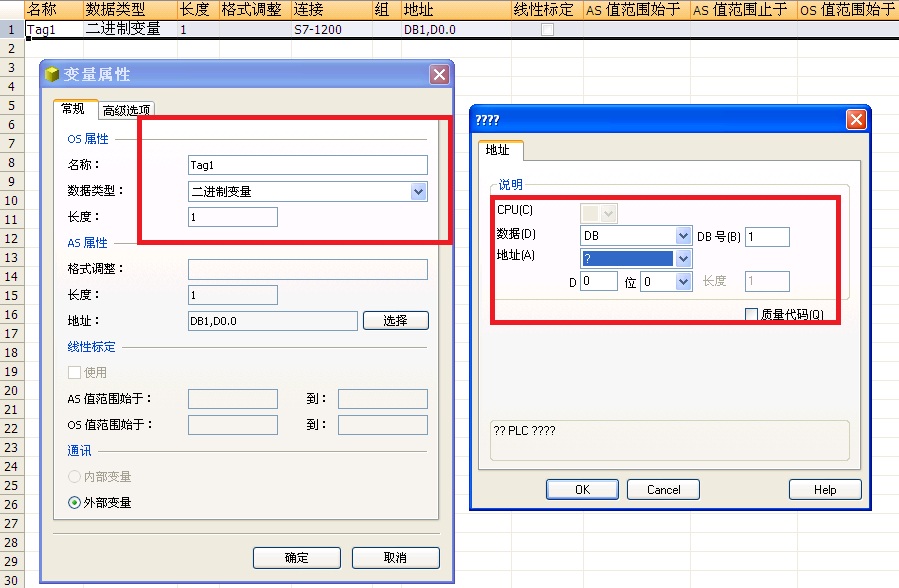 名称 数据类型 长度 格式调整 连接 组 地址 线性标定 AS 值范围始于 AS 值范围止于 OS 值范围始于
1 Tag1 二进制变量 1 S7-1200 DB1,D0.0
2
3
4
5
6
7
8
9
10
11
12
13
14
15
16
17
18
19
20
21
22
23
24
25
26
27
28
29
30
变量属性
常规 高级选项
OS 属性
名称： Tag1
数据类型： 二进制变量
长度： 1
AS 属性
格式调整：
长度： 1
地址： DB1,D0.0 选择
线性标定
使用
AS 值范围始于： 到：
OS 值范围始于： 到：
通讯
内部变量
外部变量
确定 取消
????
地址
说明
CPU(C)
数据(D) DB DB 号(B) 1
地址(A) ?
D 0 位 0 长度 1
质量代码(Q)
?? PLC ????
OK Cancel Help